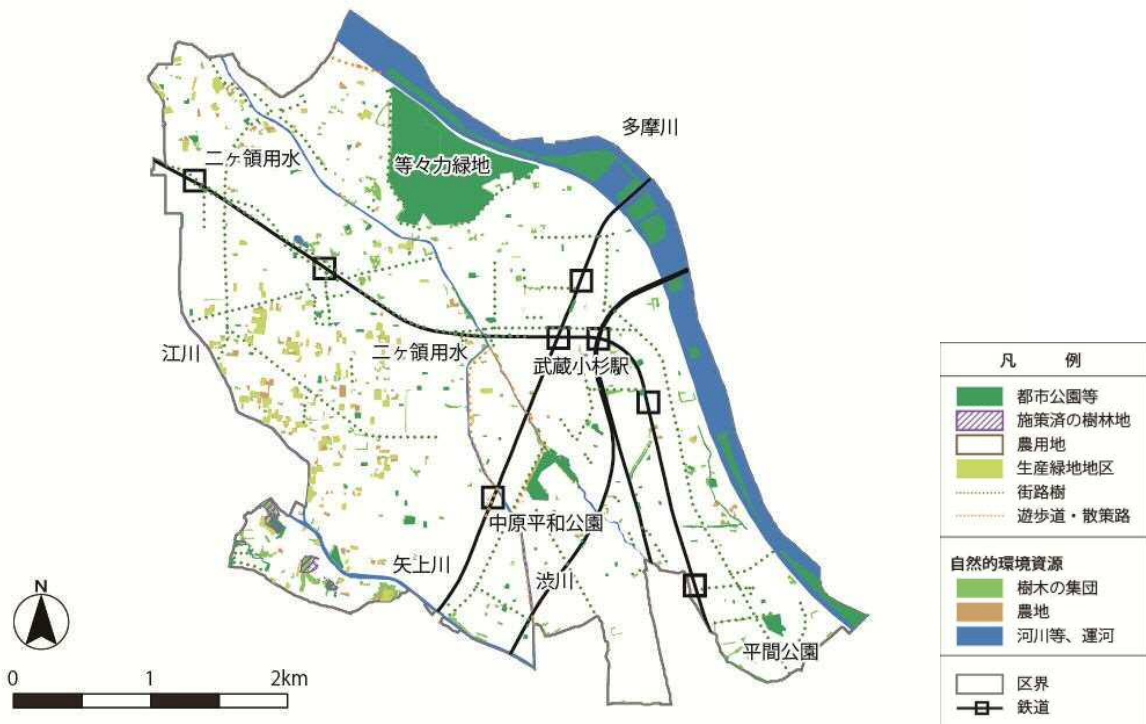 多摩川
二ヶ領用水
等々力緑地
江川
二ヶ領用水
武蔵小杉駅
中原平和公園
矢上川
渋川
平間公園
N
0 1 2km
凡 例
都市公園等
施策済の樹林地
農用地
生産緑地地区
街路樹
遊歩道・散策路
自然的環境資源
樹木の集団
農地
河川等、運河
区界
鉄道